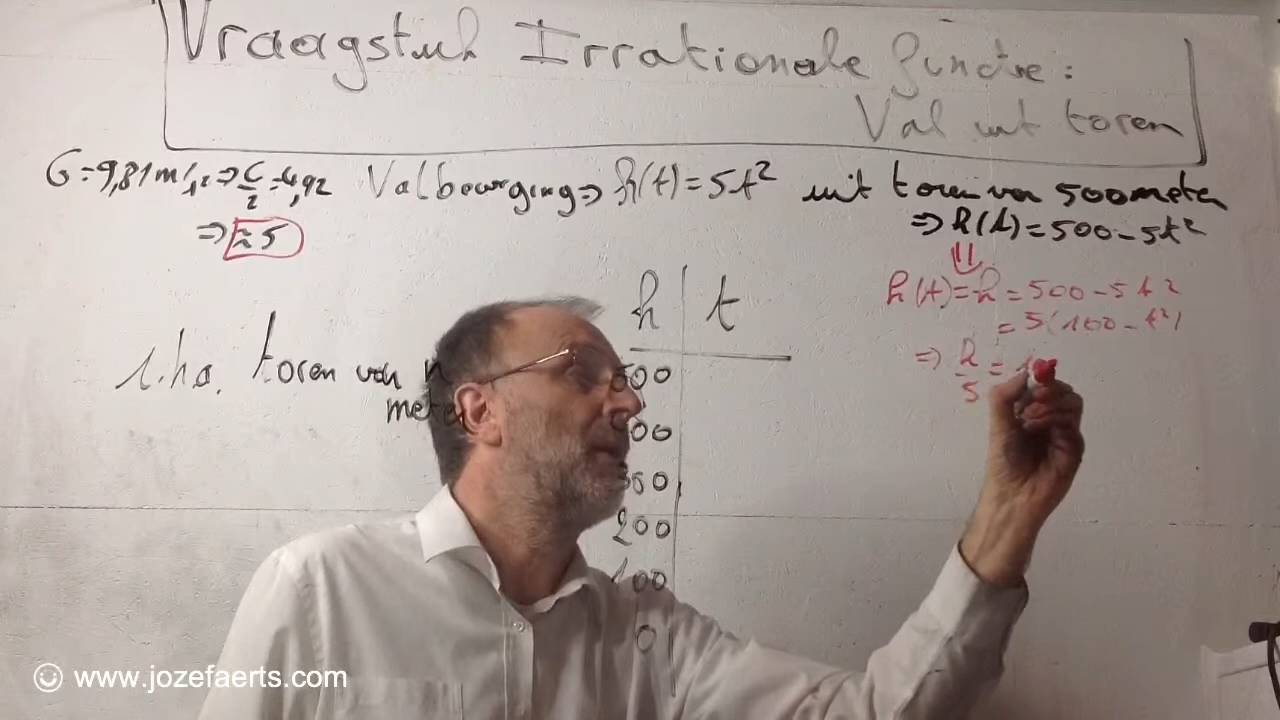 Vraagstuk Irrationale functie:
Val uit toren
G = 9,81 m/s² ⇒ G/2 = 4,92 Valbeweging ⇒ h(t) = 5t² uit toren van 500 meter
⇒ ≈ 5
⇒ h(t) = 500 - 5t²
h(t) = h = 500 - 5t²
= 5(100 - t²)
⇒ h/5 =
h | t
toren van n
meter
500
400
300
200
100
0
www.jozefaerts.com